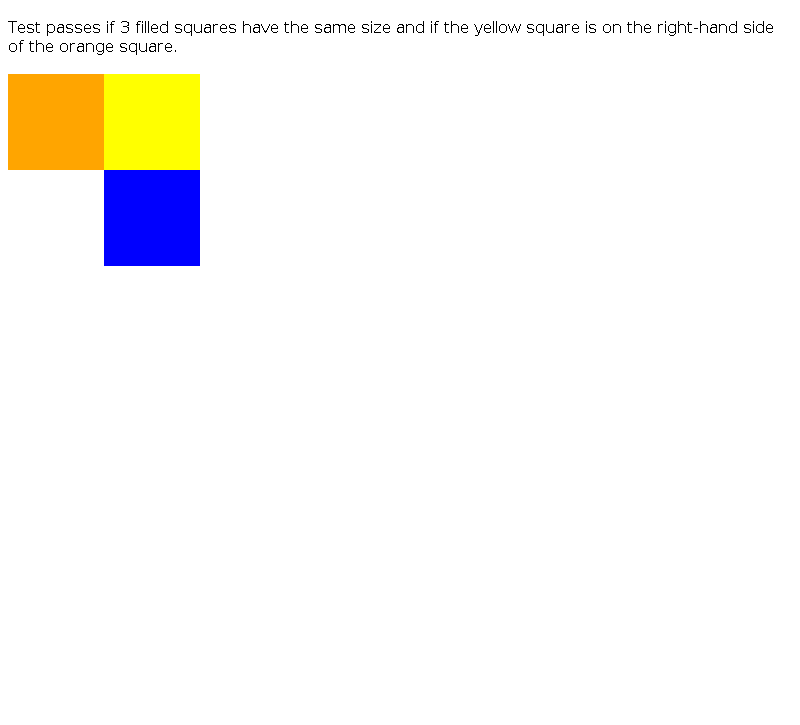 Test passes if 3 filled squares have the same size and if the yellow square is on the right-hand side
of the orange square.